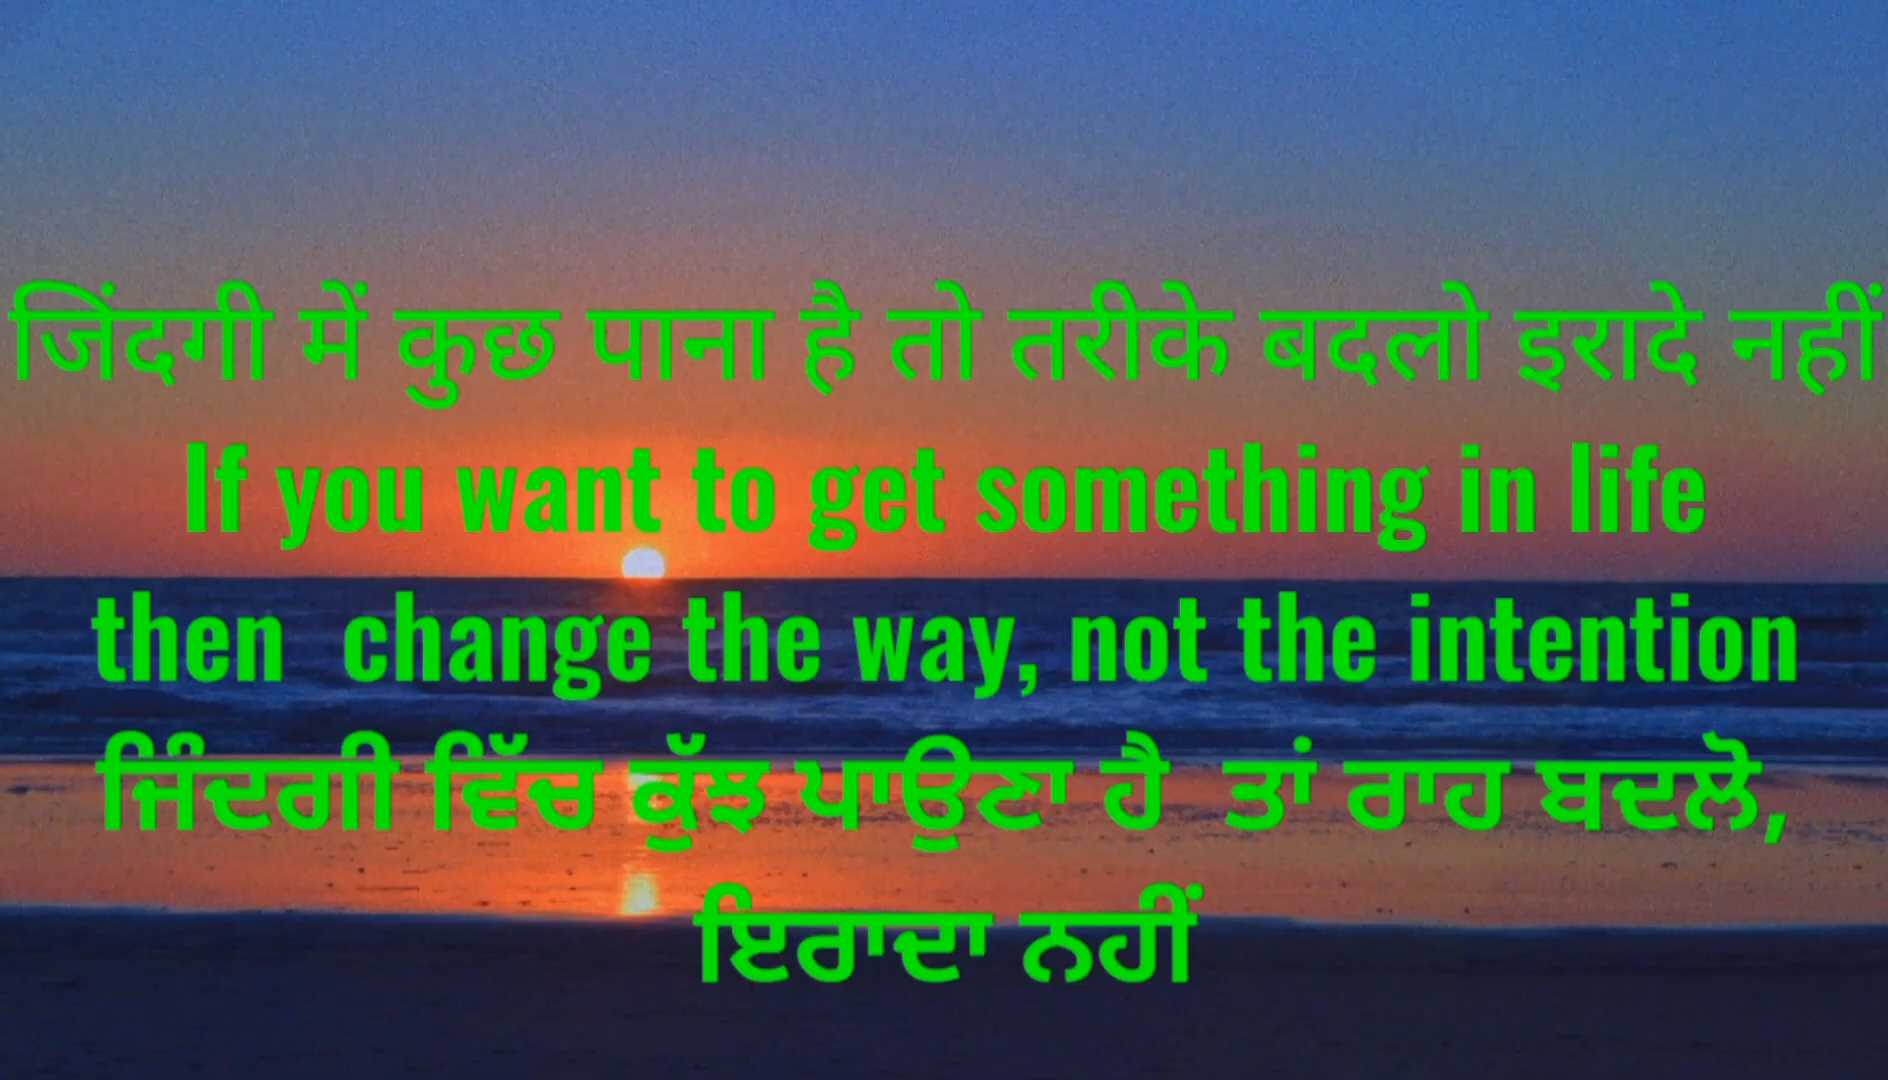 जिंदगी में कुछ पाना है तो तरीके बदलो इरादे नहीं
If you want to get something in life
then  change the way, not the intention
ਜਿੰਦਗੀ ਵਿੱਚ ਕੁੱਝ ਪਾਉਣਾ ਹੈ  ਤਾਂ ਰਾਹ ਬਦਲੋ,
ਇਰਾਦਾ ਨਹੀਂ